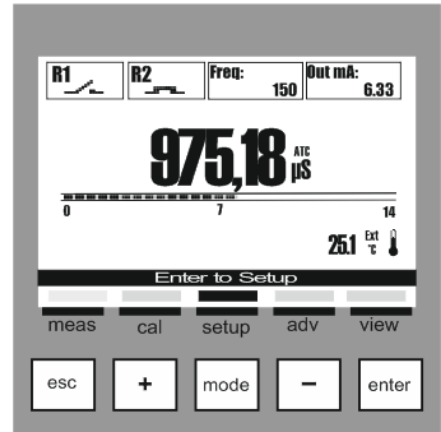 R1 R2 Freq: 150 Out mA: 6.33
975,18 ATC µS
0 7 14
25.1 Ext °C
Enter to Setup
meas cal setup adv view
esc + mode − enter